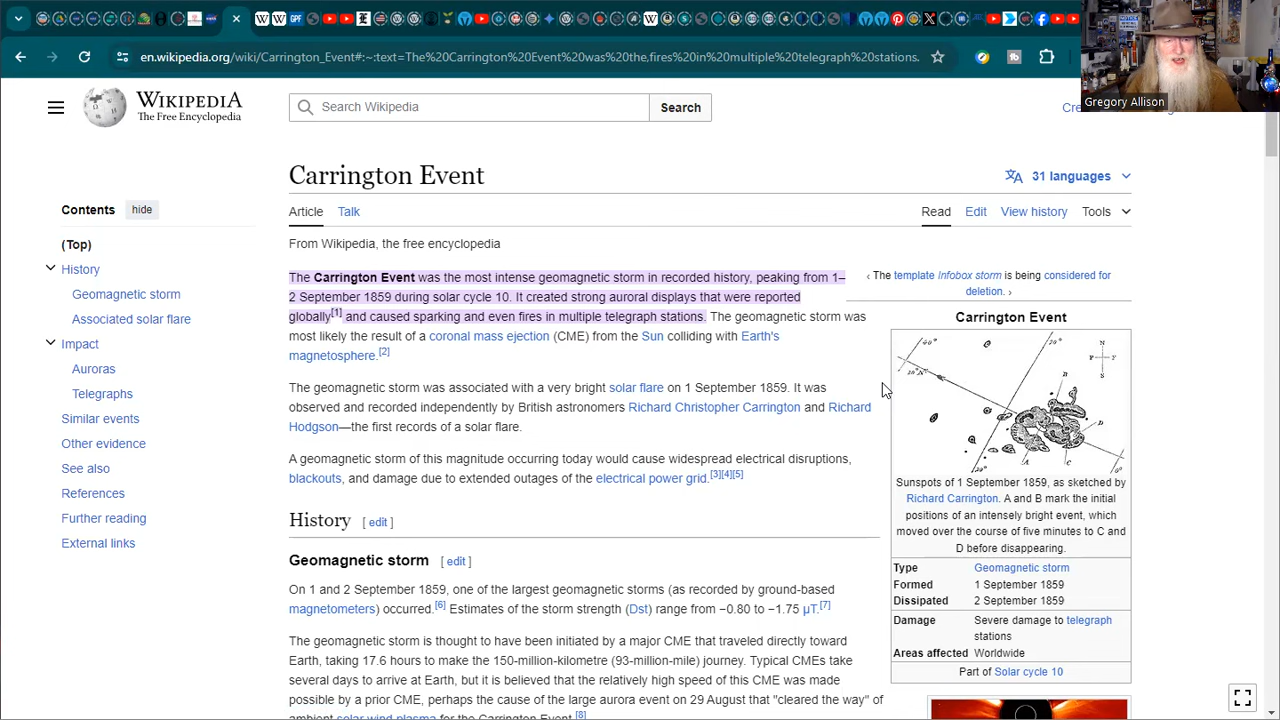 en.wikipedia.org/wiki/Carrington_Event#:~:text=The%20Carrington%20Event%20was%20the,fires%20in%20multiple%20telegraph%20stations.
Gregory Allison
WIKIPEDIA
The Free Encyclopedia
Search Wikipedia
Search
Carrington Event
31 languages
Contents hide
Article Talk
Read Edit View history Tools
(Top)
History
Geomagnetic storm
Associated solar flare
Impact
Auroras
Telegraphs
Similar events
Other evidence
See also
References
Further reading
External links
From Wikipedia, the free encyclopedia
The Carrington Event was the most intense geomagnetic storm in recorded history, peaking from 1–
2 September 1859 during solar cycle 10. It created strong auroral displays that were reported
globally[1] and caused sparking and even fires in multiple telegraph stations. The geomagnetic storm was
most likely the result of a coronal mass ejection (CME) from the Sun colliding with Earth's
magnetosphere.[2]
The geomagnetic storm was associated with a very bright solar flare on 1 September 1859. It was
observed and recorded independently by British astronomers Richard Christopher Carrington and Richard
Hodgson—the first records of a solar flare.
A geomagnetic storm of this magnitude occurring today would cause widespread electrical disruptions,
blackouts, and damage due to extended outages of the electrical power grid.[3][4][5]
History [ edit ]
Geomagnetic storm [ edit ]
On 1 and 2 September 1859, one of the largest geomagnetic storms (as recorded by ground-based
magnetometers) occurred.[6] Estimates of the storm strength (Dst) range from −0.80 to −1.75 μT.[7]
The geomagnetic storm is thought to have been initiated by a major CME that traveled directly toward
Earth, taking 17.6 hours to make the 150-million-kilometre (93-million-mile) journey. Typical CMEs take
several days to arrive at Earth, but it is believed that the relatively high speed of this CME was made
possible by a prior CME, perhaps the cause of the large aurora event on 29 August that "cleared the way" of
ambient solar wind plasma for the Carrington Event.[8]
‹ The template Infobox storm is being considered for
deletion. ›
Carrington Event
Sunspots of 1 September 1859, as sketched by
Richard Carrington. A and B mark the initial
positions of an intensely bright event, which
moved over the course of five minutes to C and
D before disappearing.
Type Geomagnetic storm
Formed 1 September 1859
Dissipated 2 September 1859
Damage Severe damage to telegraph
stations
Areas affected Worldwide
Part of Solar cycle 10